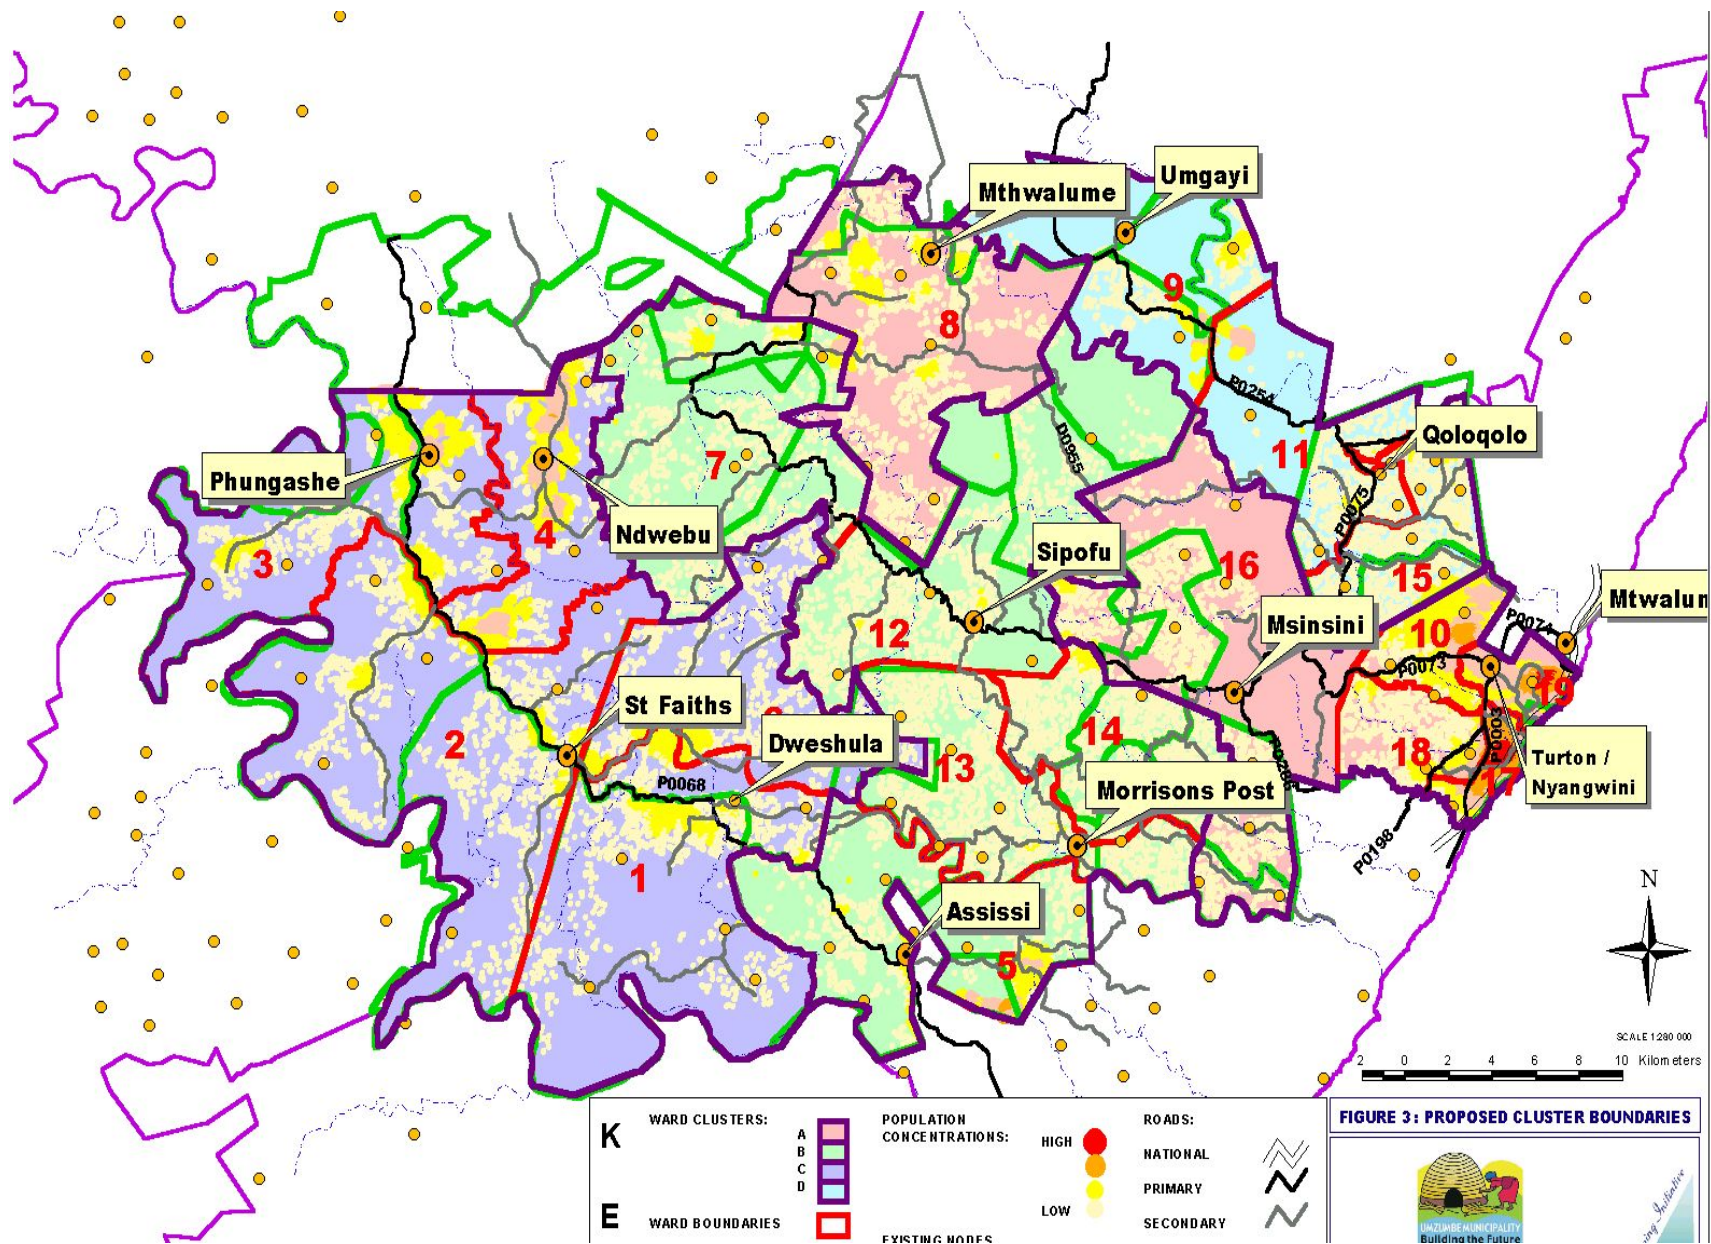 Umgayi
Mthwalume
9
8
P0254
Qoloqolo
D0955
11
Phungashe
7
P0075
Ndwebu
4
Sipofu
3
16
15
Mtwalum
Msinsini
P0074
12
10
P0073
19
St Faiths
2
Dweshula
14
P0003
13
18
Turton /
Nyangwini
17
P0068
Morrisons Post
P0198
1
N
Assissi
5
SCALE 1:280 000
2 0 2 4 6 8 10 Kilometers
K
WARD CLUSTERS:
A
B
C
D
E
WARD BOUNDARIES
POPULATION
CONCENTRATIONS:
HIGH
LOW
EXISTING NODES
ROADS:
NATIONAL
PRIMARY
SECONDARY
FIGURE 3: PROPOSED CLUSTER BOUNDARIES
UMZUMBE MUNICIPALITY
Building the Future
Initiative